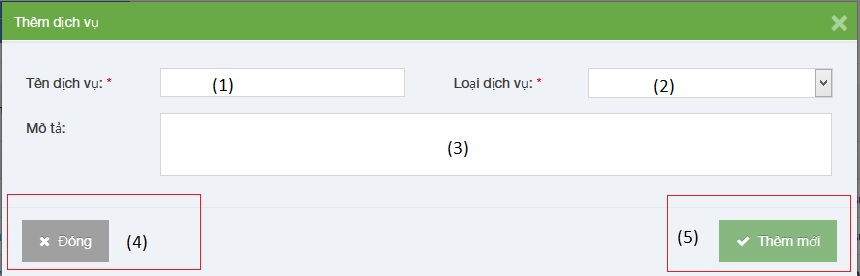 Thêm dịch vụ
Tên dịch vụ: * (1) Loại dịch vụ: * (2)
Mô tả: (3)
Đóng (4) (5) Thêm mới